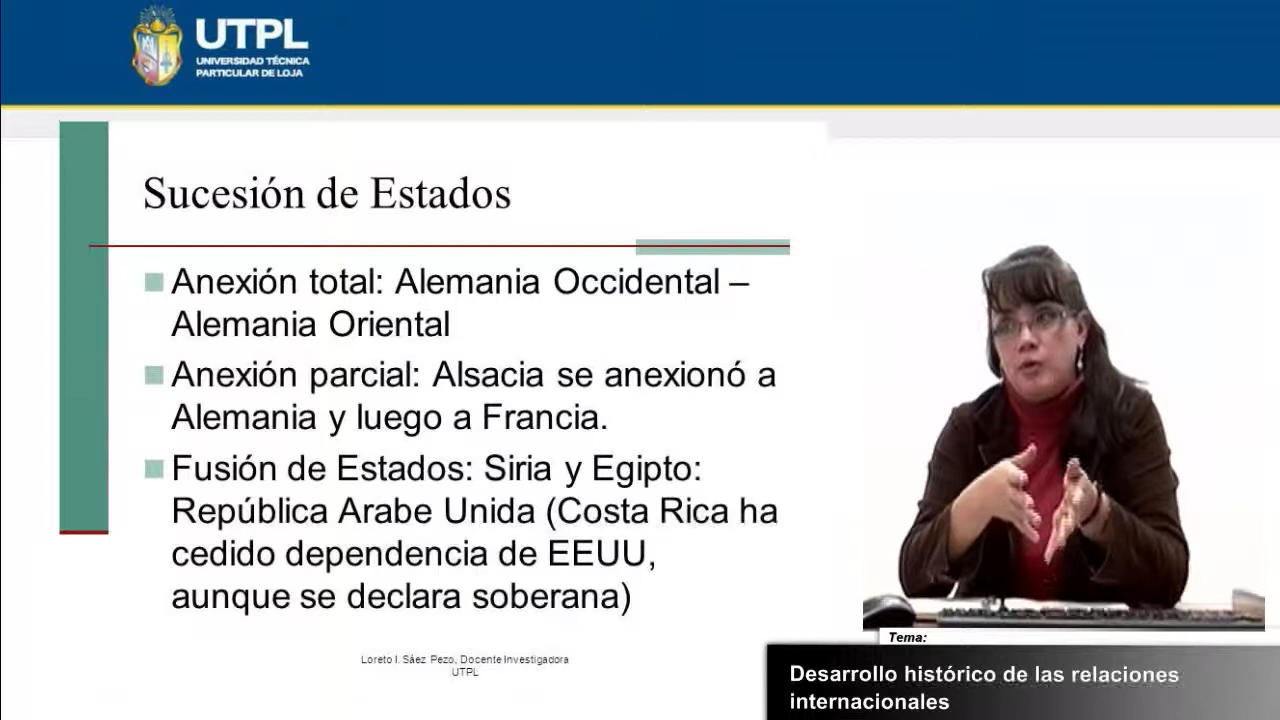 UTPL
UNIVERSIDAD TÉCNICA
PARTICULAR DE LOJA
Sucesión de Estados
Anexión total: Alemania Occidental –
Alemania Oriental
Anexión parcial: Alsacia se anexionó a
Alemania y luego a Francia.
Fusión de Estados: Siria y Egipto:
República Arabe Unida (Costa Rica ha
cedido dependencia de EEUU,
aunque se declara soberana)
Loreto I. Sáez Pezo, Docente Investigadora
UTPL
Tema:
Desarrollo histórico de las relaciones
internacionales